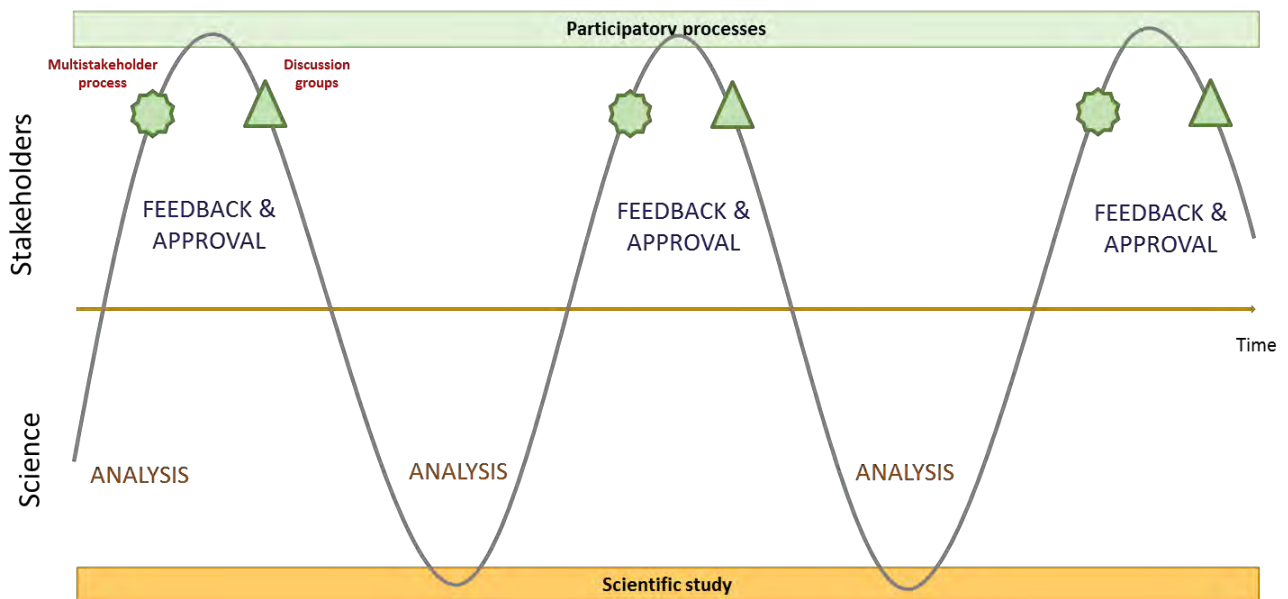 Participatory processes
Multistakeholder
process
Discussion
groups
Stakeholders
FEEDBACK &
APPROVAL
FEEDBACK &
APPROVAL
FEEDBACK &
APPROVAL
Time
Science
ANALYSIS
ANALYSIS
ANALYSIS
Scientific study